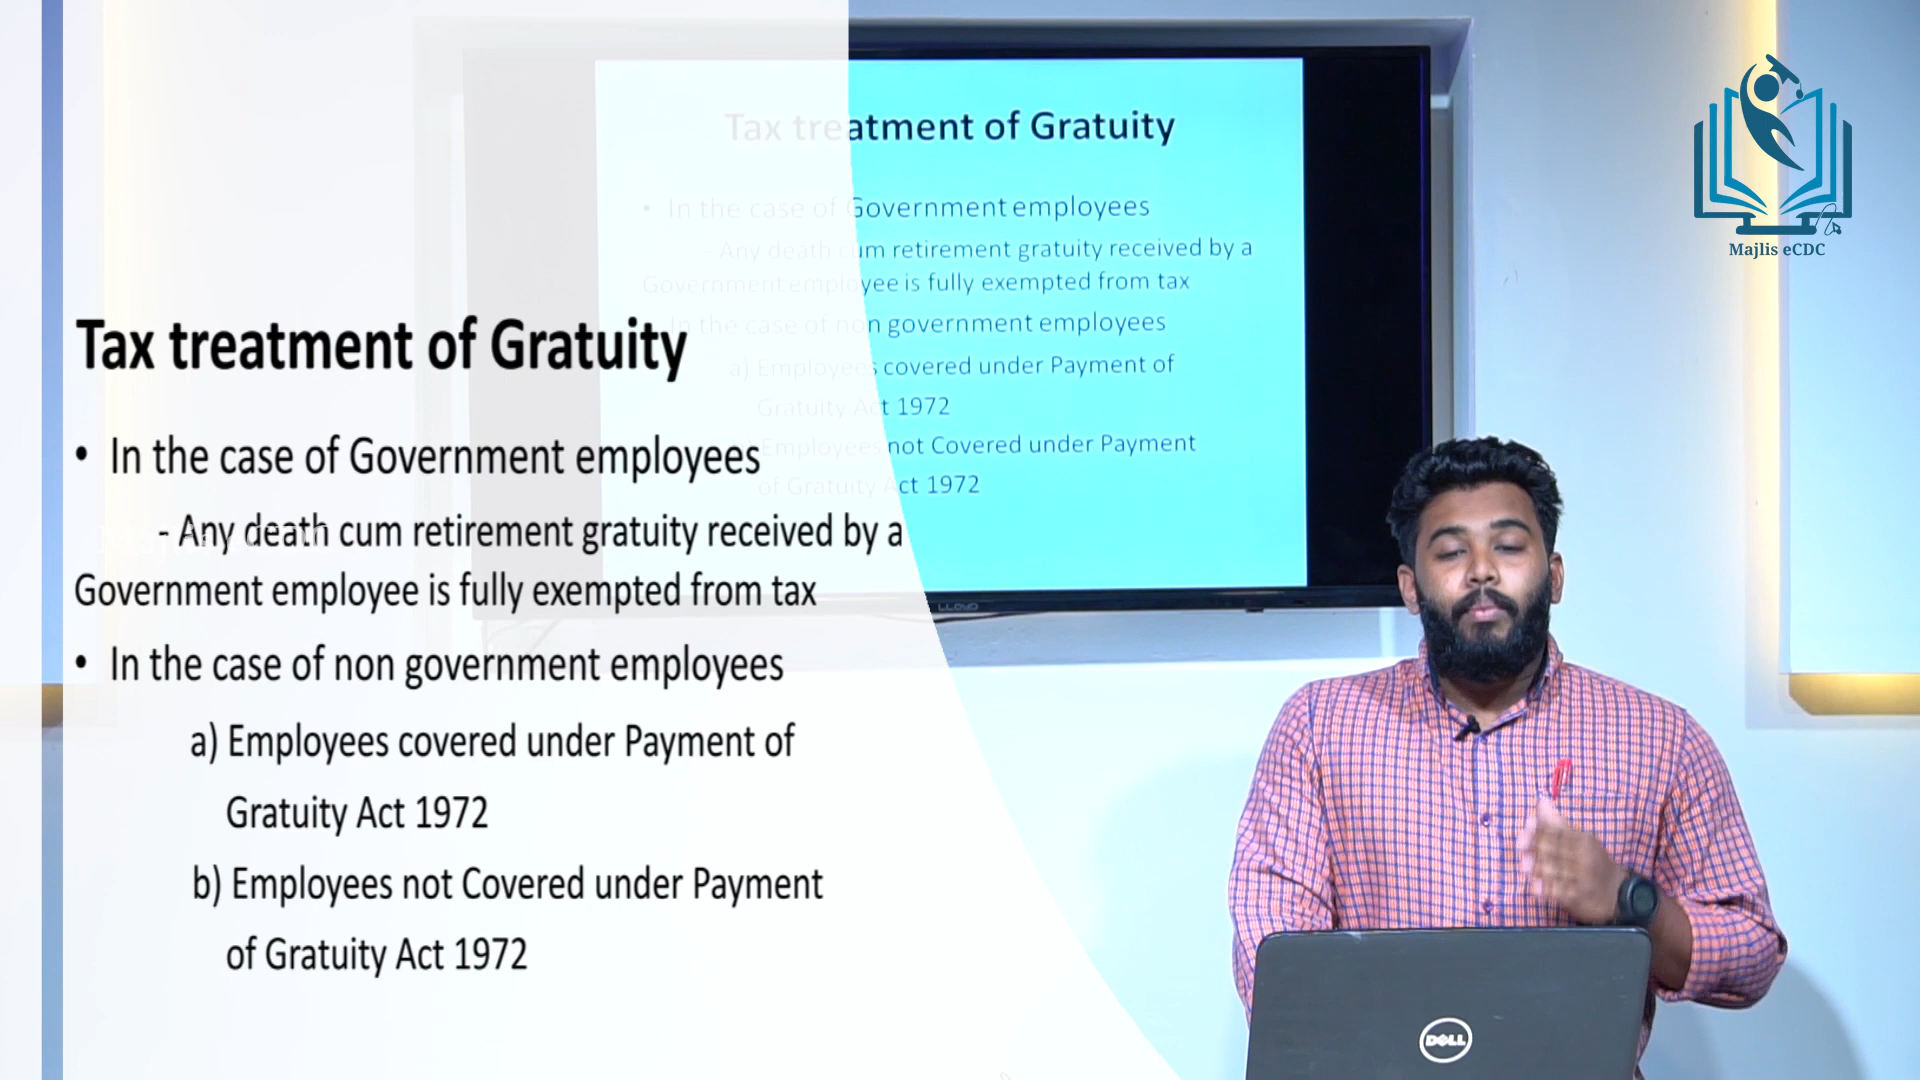 Tax treatment of Gratuity
• In the case of Government employees
- Any death cum retirement gratuity received by a
Government employee is fully exempted from tax
• In the case of non government employees
a) Employees covered under Payment of
Gratuity Act 1972
b) Employees not Covered under Payment
of Gratuity Act 1972
Tax treatment of Gratuity
• In the case of Government employees
- Any death cum retirement gratuity received by a
Government employee is fully exempted from tax
In the case of non government employees
a) Employees covered under Payment of
Gratuity Act 1972
b) Employees not Covered under Payment
of Gratuity Act 1972
LLOYD
Majlis eCDC
DELL